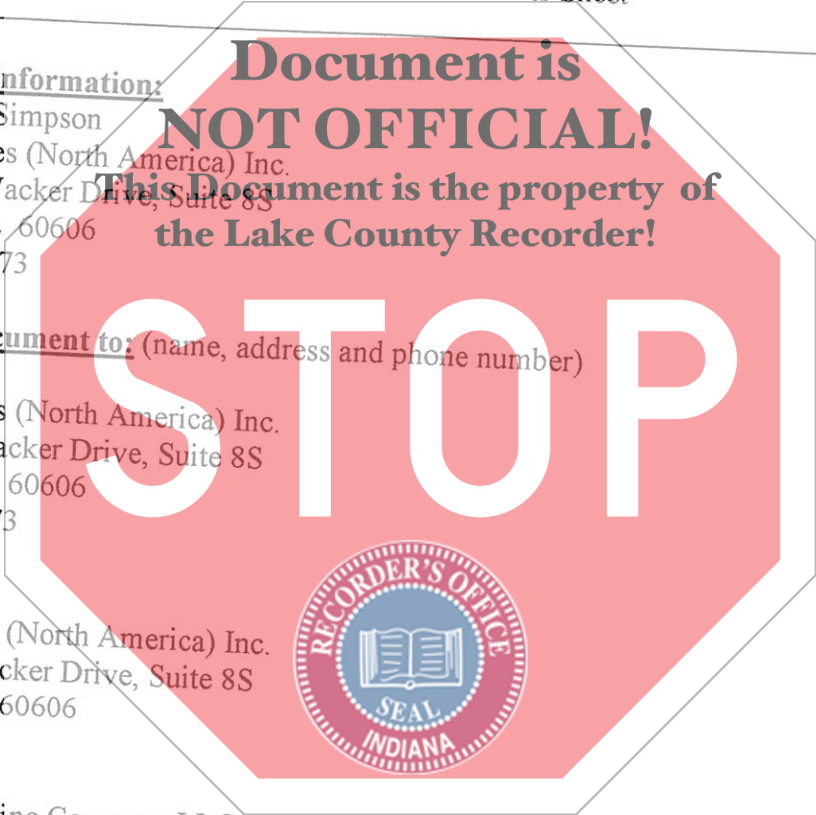 Document is
NOT OFFICIAL!
This Document is the property of
the Lake County Recorder!
nformation:
Simpson
es (North America) Inc.
acker Drive, Suite 8S
, 60606
73
STOP
cument to: (name, address and phone number)
s (North America) Inc.
acker Drive, Suite 8S
60606
73
(North America) Inc.
cker Drive, Suite 8S
60606
RECORDER'S OFFICE
SEAL
INDIANA